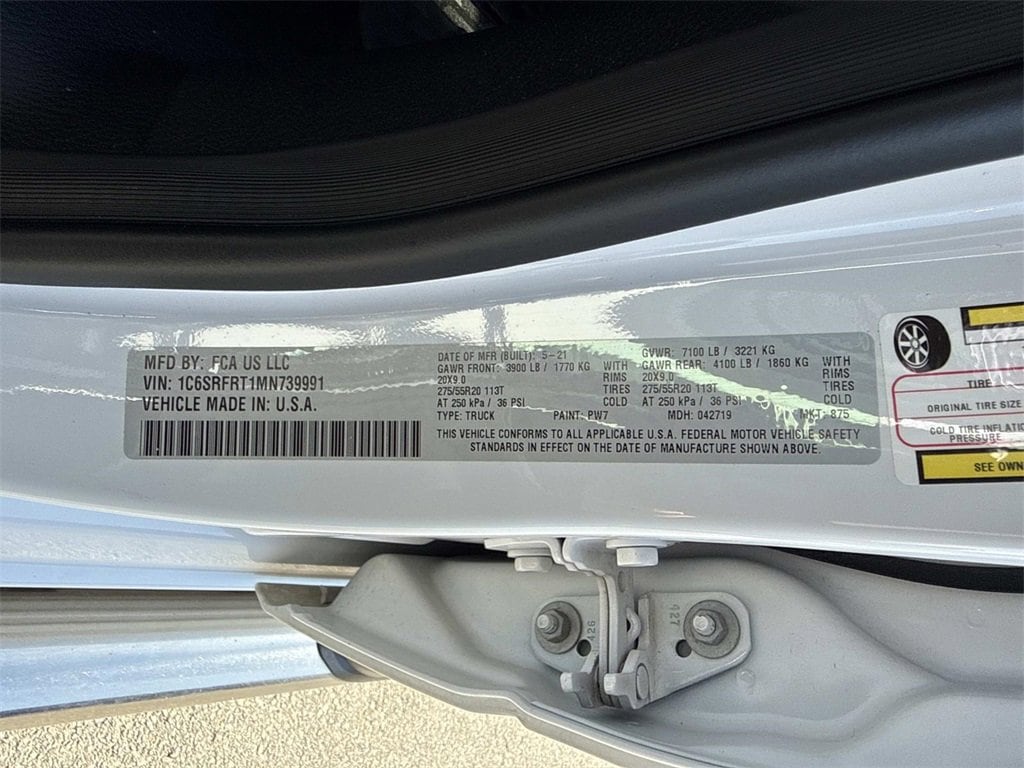 MFD BY: FCA US LLC
VIN: 1C6SRFRT1MN739991
VEHICLE MADE IN: U.S.A.
DATE OF MFR (BUILT): 5-21
GAWR FRONT: 3900 LB / 1770 KG WITH
20X9.0 RIMS
275/55R20 113T TIRES
AT 250 kPa / 36 PSI COLD
TYPE: TRUCK PAINT: PW7
GVWR: 7100 LB / 3221 KG
GAWR REAR: 4100 LB / 1860 KG WITH
20X9.0 RIMS
275/55R20 113T TIRES
AT 250 kPa / 36 PSI COLD
MDH: 042719 MKT: 875
THIS VEHICLE CONFORMS TO ALL APPLICABLE U.S.A. FEDERAL MOTOR VEHICLE SAFETY
STANDARDS IN EFFECT ON THE DATE OF MANUFACTURE SHOWN ABOVE.
TIRE
ORIGINAL TIRE SIZE
COLD TIRE INFLATIO
PRESSURE
SEE OWN
426
427